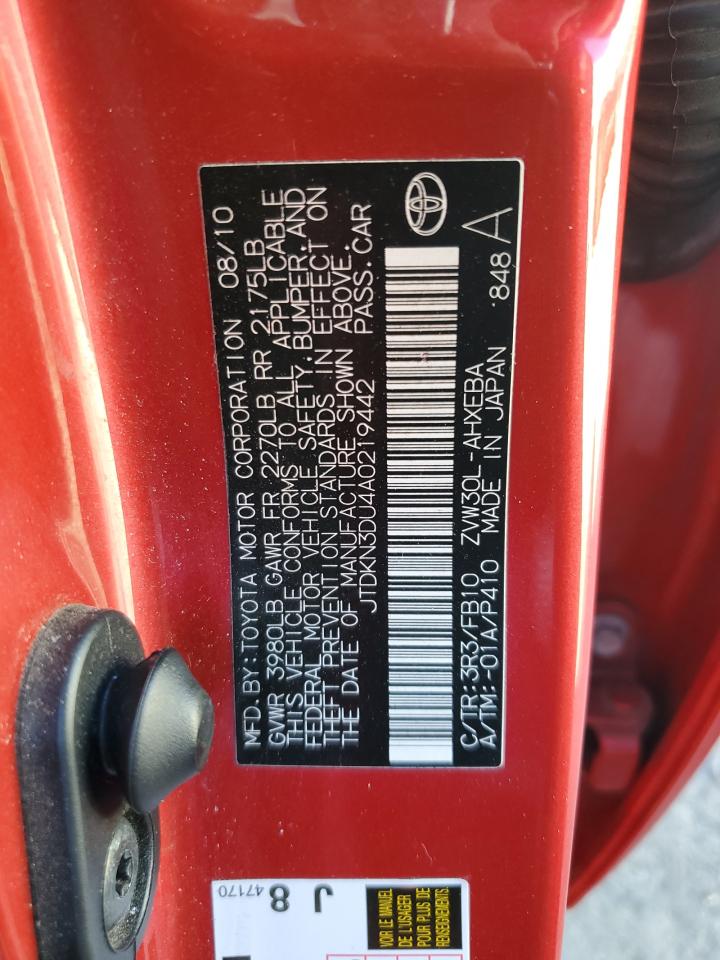 MFD. BY:TOYOTA MOTOR CORPORATION 08/10
GVWR 3980LB GAWR FR 2270LB RR 2175LB
THIS VEHICLE CONFORMS TO ALL APPLICABLE
FEDERAL MOTOR VEHICLE SAFETY,BUMPER,AND
THEFT PREVENTION STANDARDS IN EFFECT ON
THE DATE OF MANUFACTURE SHOWN ABOVE.
JTDKN3DU4A0219442 PASS.CAR
C/TR:3R3/FB10 ZVW30L-AHXEBA
A/TM:-01A/P410 MADE IN JAPAN 848 A
47170
J 8
VOIR LE MANUEL
DE L'USAGER
POUR PLUS DE
RENSEIGNEMENTS